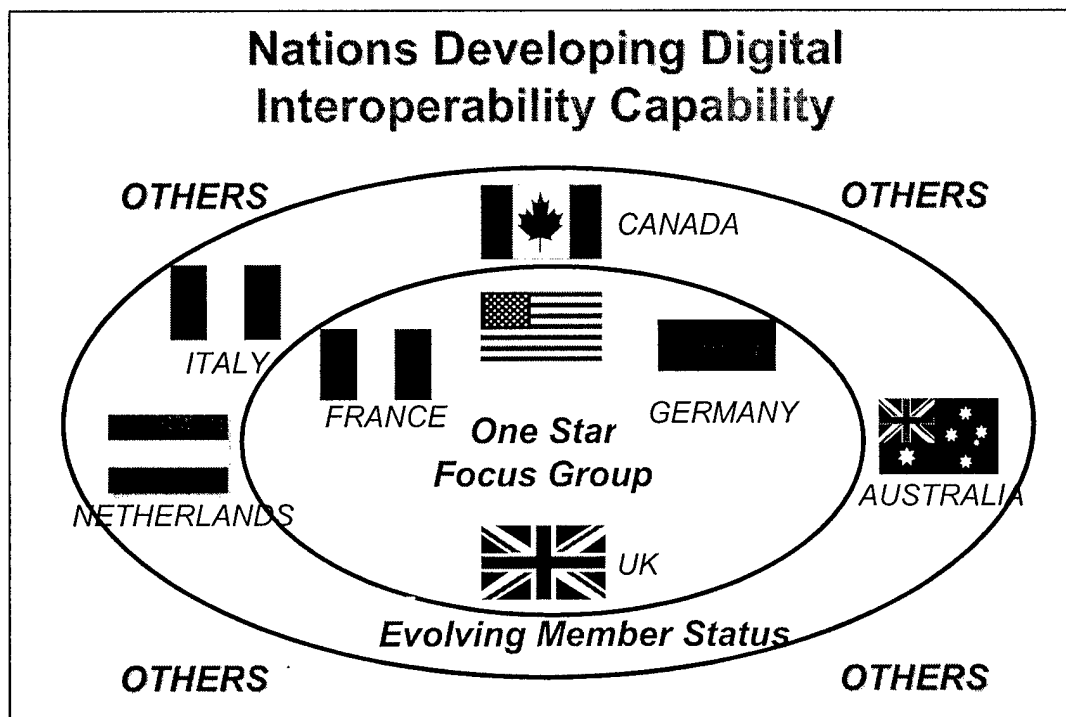 Nations Developing Digital
Interoperability Capability
OTHERS
OTHERS
CANADA
ITALY
FRANCE
GERMANY
One Star
Focus Group
NETHERLANDS
AUSTRALIA
UK
Evolving Member Status
OTHERS
OTHERS